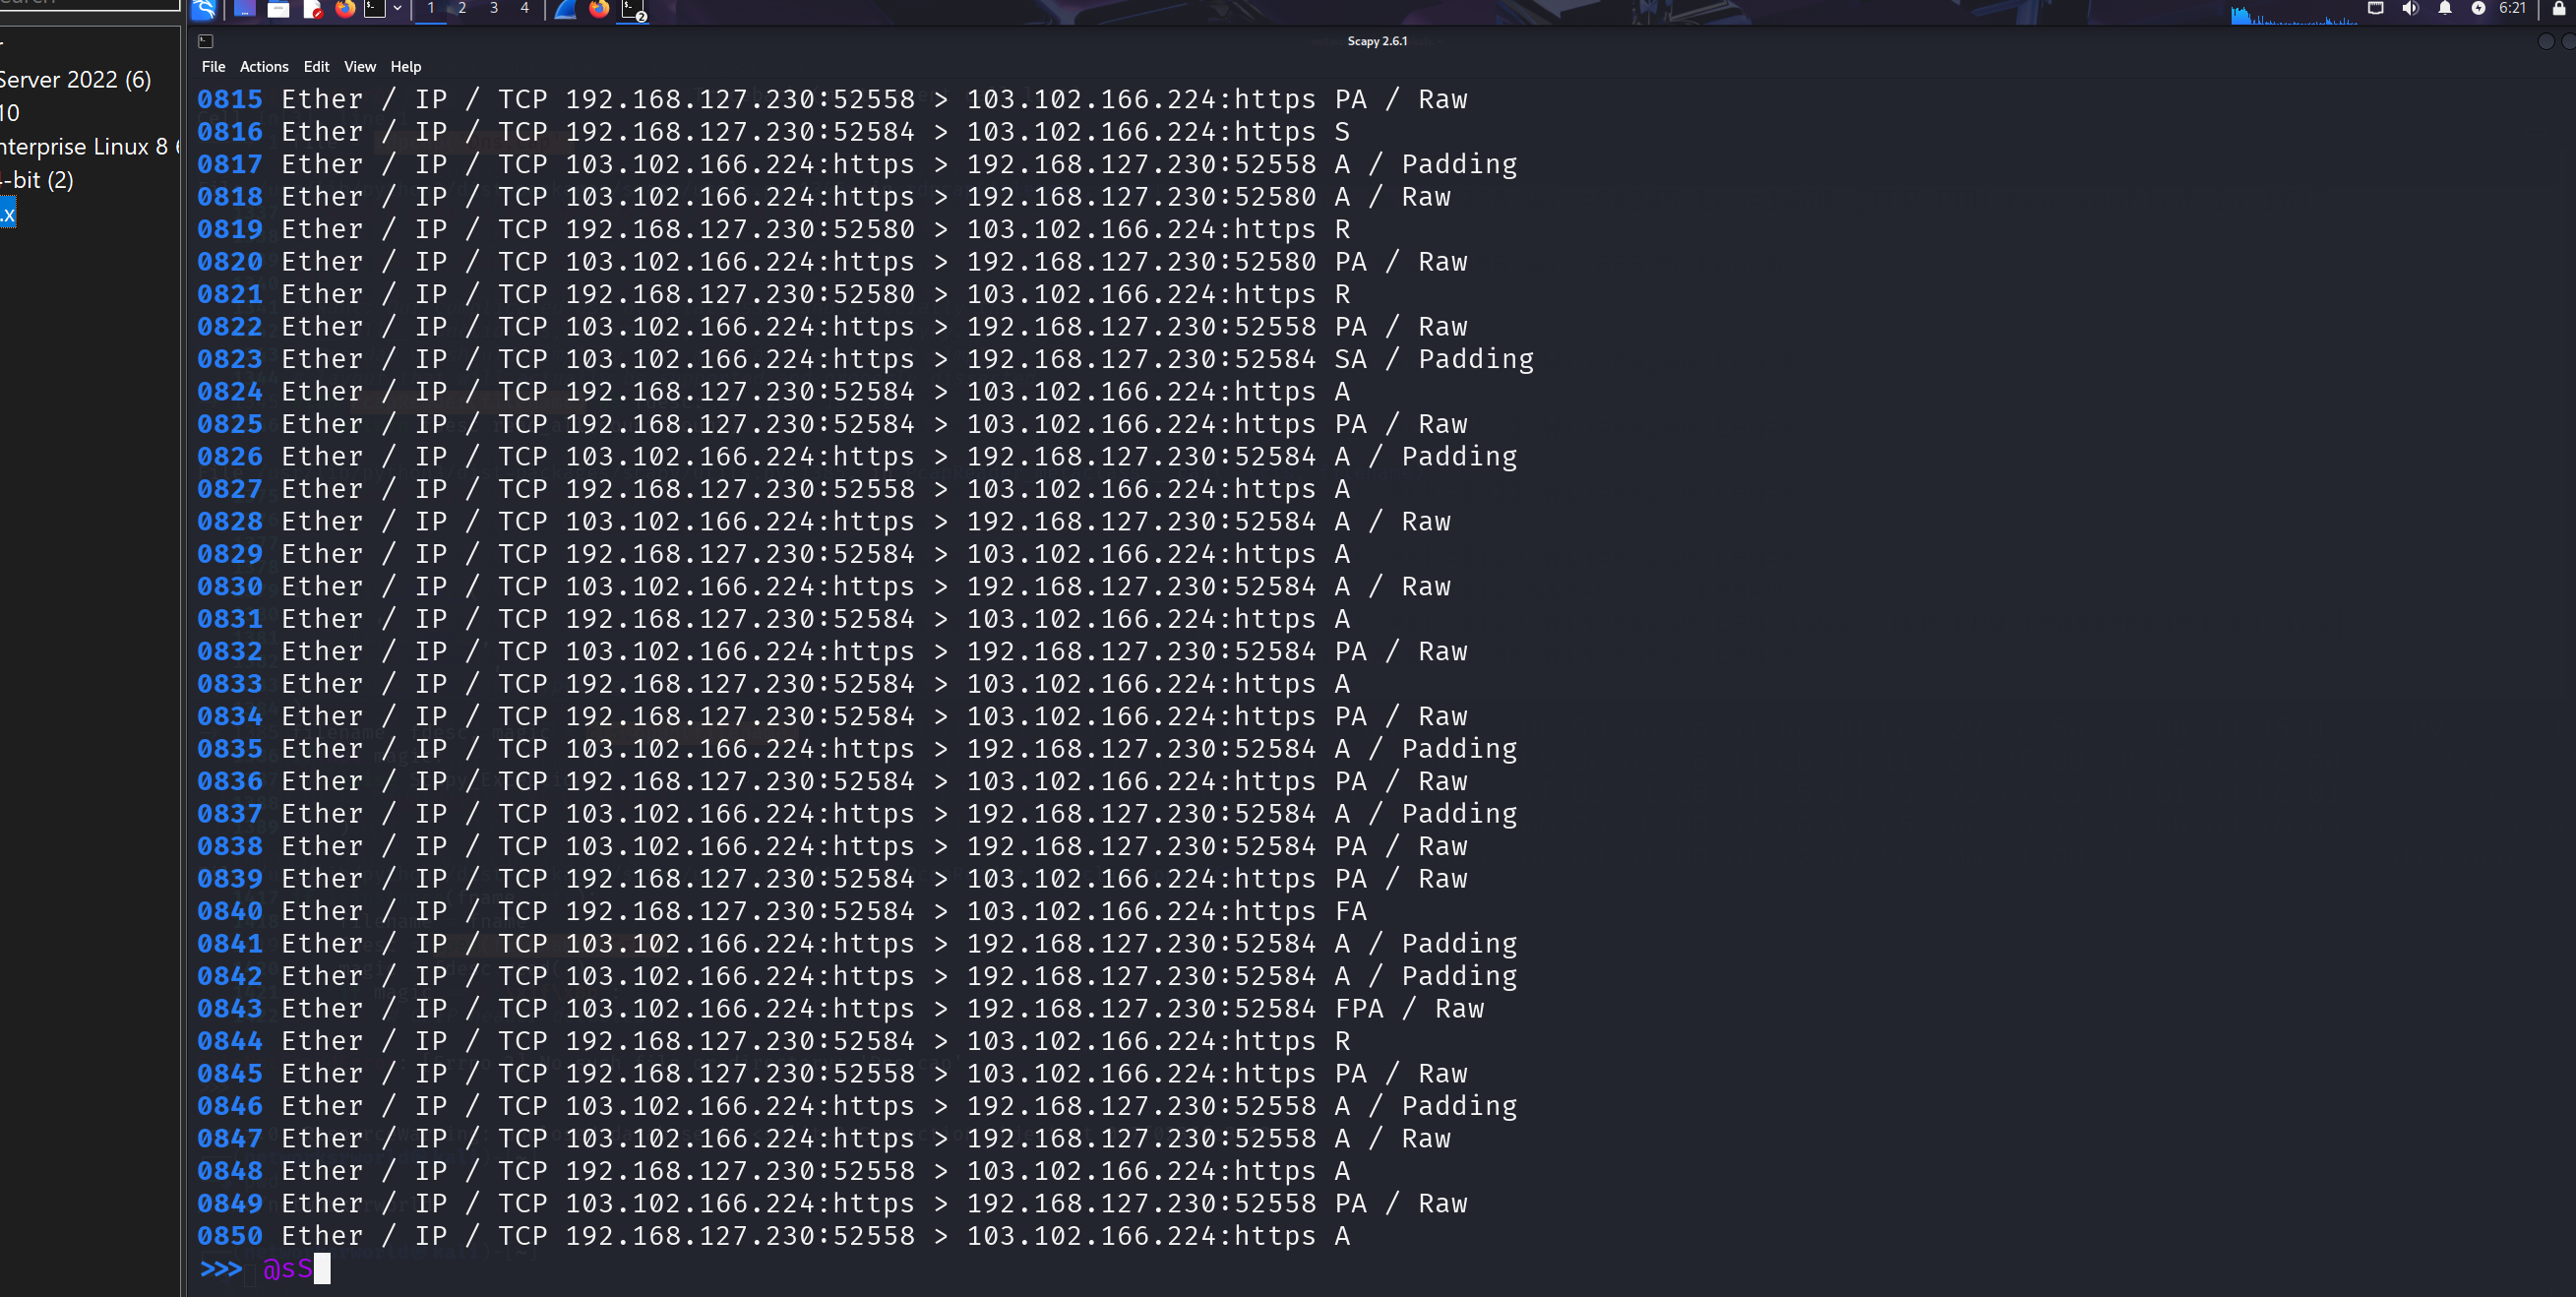 Server 2022 (6)
10
nterprise Linux 8 6
-bit (2)
.x
1 2 3 4
2
6:21
Scapy 2.6.1
File Actions Edit View Help
0815 Ether / IP / TCP 192.168.127.230:52558 > 103.102.166.224:https PA / Raw
0816 Ether / IP / TCP 192.168.127.230:52584 > 103.102.166.224:https S
0817 Ether / IP / TCP 103.102.166.224:https > 192.168.127.230:52558 A / Padding
0818 Ether / IP / TCP 103.102.166.224:https > 192.168.127.230:52580 A / Raw
0819 Ether / IP / TCP 192.168.127.230:52580 > 103.102.166.224:https R
0820 Ether / IP / TCP 103.102.166.224:https > 192.168.127.230:52580 PA / Raw
0821 Ether / IP / TCP 192.168.127.230:52580 > 103.102.166.224:https R
0822 Ether / IP / TCP 103.102.166.224:https > 192.168.127.230:52558 PA / Raw
0823 Ether / IP / TCP 103.102.166.224:https > 192.168.127.230:52584 SA / Padding
0824 Ether / IP / TCP 192.168.127.230:52584 > 103.102.166.224:https A
0825 Ether / IP / TCP 192.168.127.230:52584 > 103.102.166.224:https PA / Raw
0826 Ether / IP / TCP 103.102.166.224:https > 192.168.127.230:52584 A / Padding
0827 Ether / IP / TCP 192.168.127.230:52558 > 103.102.166.224:https A
0828 Ether / IP / TCP 103.102.166.224:https > 192.168.127.230:52584 A / Raw
0829 Ether / IP / TCP 192.168.127.230:52584 > 103.102.166.224:https A
0830 Ether / IP / TCP 103.102.166.224:https > 192.168.127.230:52584 A / Raw
0831 Ether / IP / TCP 192.168.127.230:52584 > 103.102.166.224:https A
0832 Ether / IP / TCP 103.102.166.224:https > 192.168.127.230:52584 PA / Raw
0833 Ether / IP / TCP 192.168.127.230:52584 > 103.102.166.224:https A
0834 Ether / IP / TCP 192.168.127.230:52584 > 103.102.166.224:https PA / Raw
0835 Ether / IP / TCP 103.102.166.224:https > 192.168.127.230:52584 A / Padding
0836 Ether / IP / TCP 192.168.127.230:52584 > 103.102.166.224:https PA / Raw
0837 Ether / IP / TCP 103.102.166.224:https > 192.168.127.230:52584 A / Padding
0838 Ether / IP / TCP 103.102.166.224:https > 192.168.127.230:52584 PA / Raw
0839 Ether / IP / TCP 192.168.127.230:52584 > 103.102.166.224:https PA / Raw
0840 Ether / IP / TCP 192.168.127.230:52584 > 103.102.166.224:https FA
0841 Ether / IP / TCP 103.102.166.224:https > 192.168.127.230:52584 A / Padding
0842 Ether / IP / TCP 103.102.166.224:https > 192.168.127.230:52584 A / Padding
0843 Ether / IP / TCP 103.102.166.224:https > 192.168.127.230:52584 FPA / Raw
0844 Ether / IP / TCP 192.168.127.230:52584 > 103.102.166.224:https R
0845 Ether / IP / TCP 192.168.127.230:52558 > 103.102.166.224:https PA / Raw
0846 Ether / IP / TCP 103.102.166.224:https > 192.168.127.230:52558 A / Padding
0847 Ether / IP / TCP 103.102.166.224:https > 192.168.127.230:52558 A / Raw
0848 Ether / IP / TCP 192.168.127.230:52558 > 103.102.166.224:https A
0849 Ether / IP / TCP 103.102.166.224:https > 192.168.127.230:52558 PA / Raw
0850 Ether / IP / TCP 192.168.127.230:52558 > 103.102.166.224:https A
>>> @sS